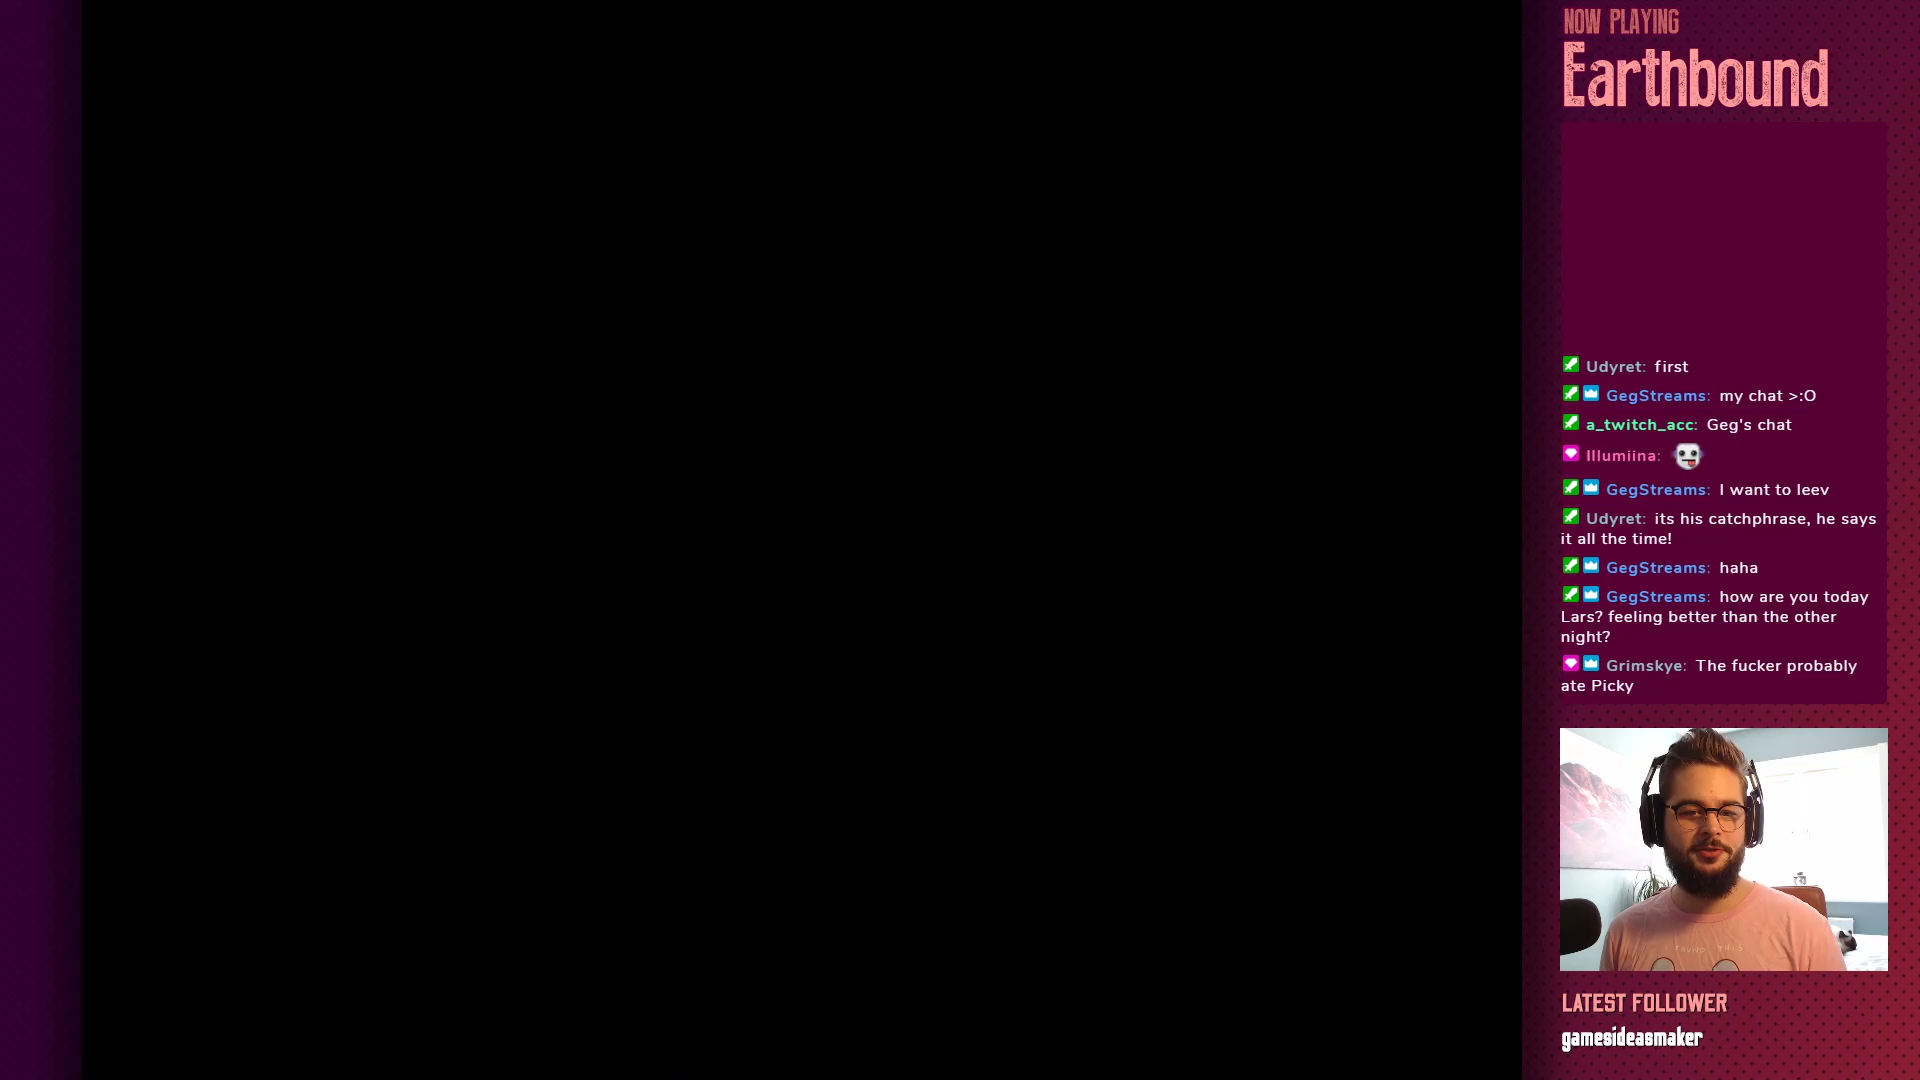 NOW PLAYING
Earthbound
Udyret: first
GegStreams: my chat >:O
a_twitch_acc: Geg's chat
Illumiina:
GegStreams: I want to leev
Udyret: its his catchphrase, he says
it all the time!
GegStreams: haha
GegStreams: how are you today
Lars? feeling better than the other
night?
Grimskye: The fucker probably
ate Picky
FOUND THIS
LATEST FOLLOWER
gamesideasmaker